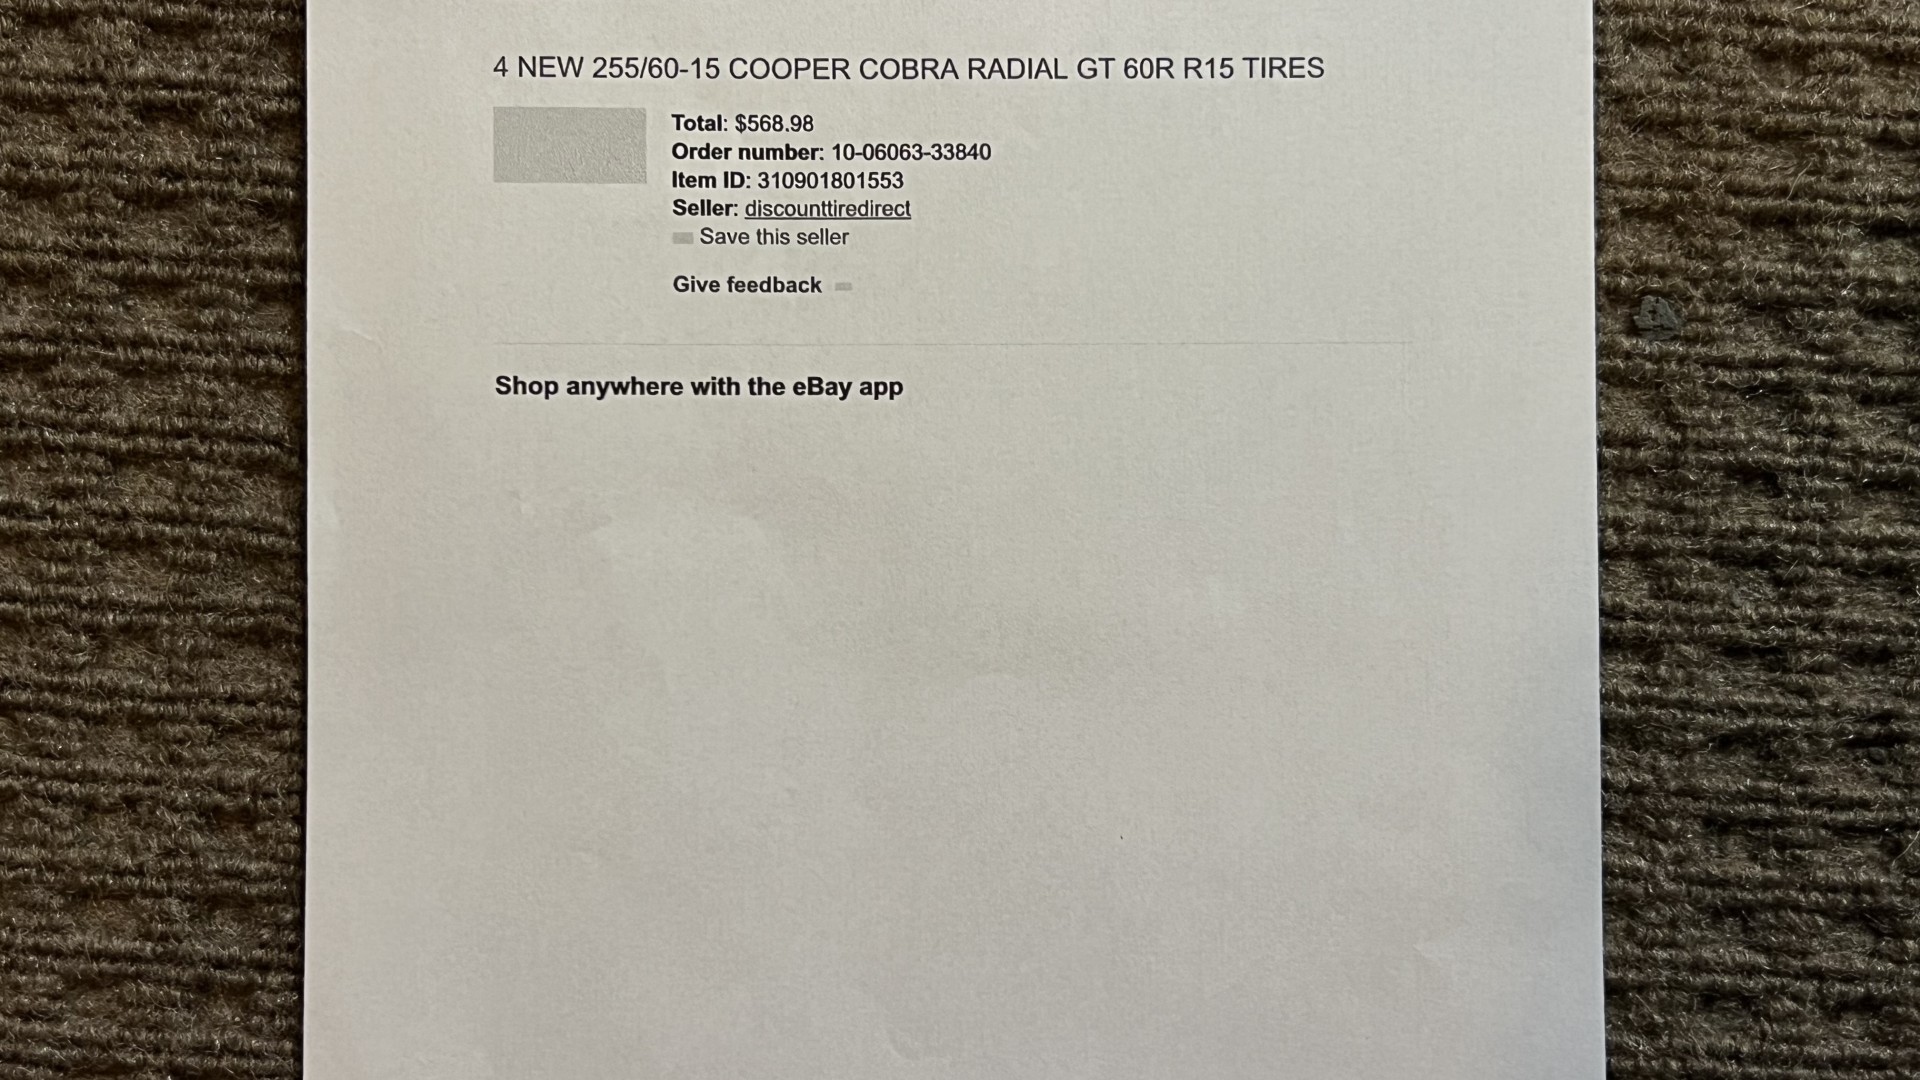 4 NEW 255/60-15 COOPER COBRA RADIAL GT 60R R15 TIRES
Total: $568.98
Order number: 10-06063-33840
Item ID: 310901801553
Seller: discounttiredirect
Save this seller
Give feedback
Shop anywhere with the eBay app